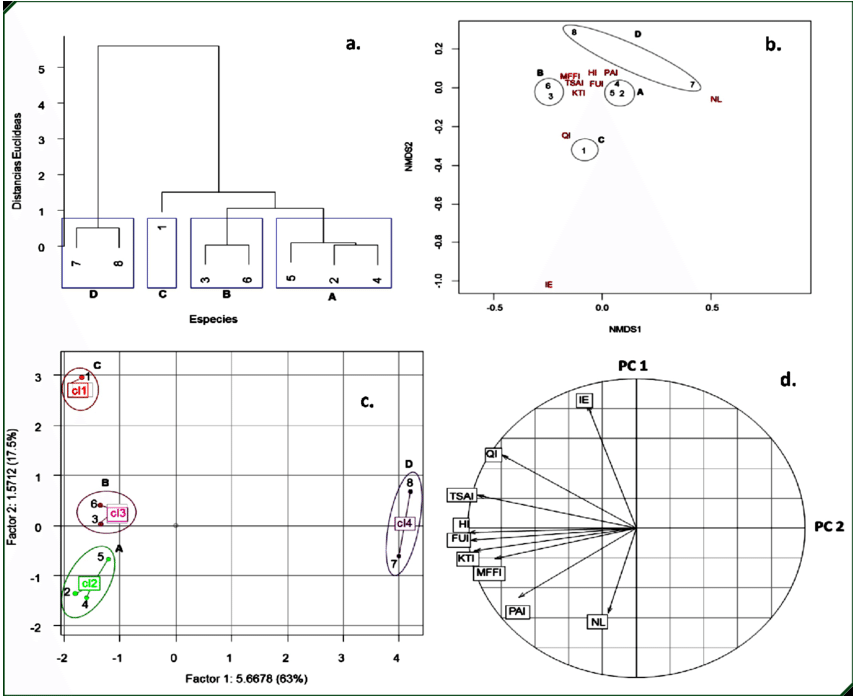 a.
Distancias Euclideas
5
4
3
2
1
0
7
8
1
3
6
5
2
4
D
C
B
A
Especies
b.
NMDS2
0.2
0.0
-0.2
-0.4
-0.6
-0.8
-1.0
8
D
B
6
3
MFFI
HI
PAI
TSAI
FUI
KTI
4
5 2
A
7
NL
QI
C
1
IE
-0.5
0.0
0.5
NMDS1
c.
Factor 2: 1.5712 (17.5%)
3
2
1
0
-1
-2
C
1
cl1
B
6
3
cl3
A
5
cl2
2
4
D
8
cl4
7
-2
-1
0
1
2
3
4
Factor 1: 5.6678 (63%)
PC 1
d.
IE
QI
TSAI
HI
FUI
KTI
MFFI
PAI
NL
PC 2